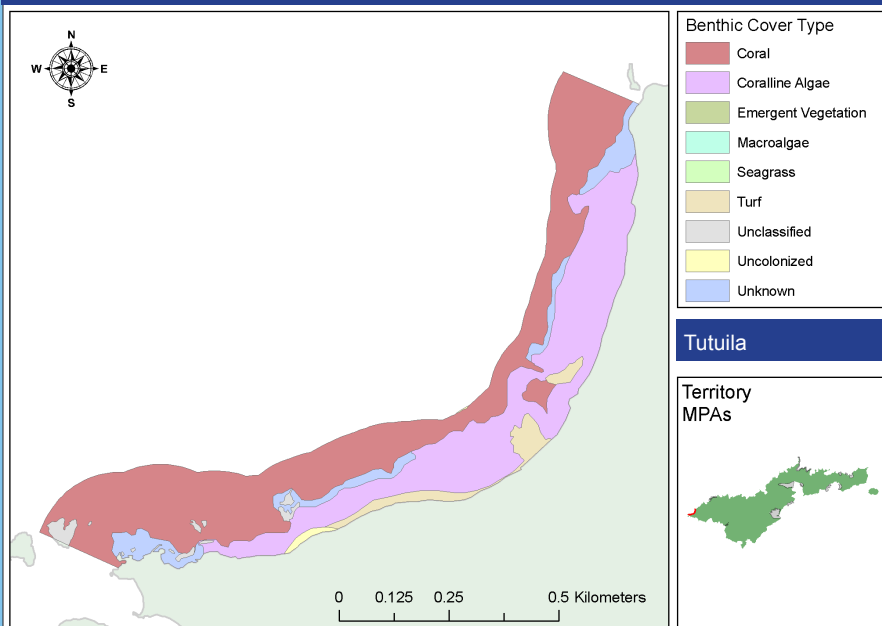 N
W E
S
Benthic Cover Type
Coral
Coralline Algae
Emergent Vegetation
Macroalgae
Seagrass
Turf
Unclassified
Uncolonized
Unknown
Tutuila
Territory
MPAs
0 0.125 0.25 0.5 Kilometers